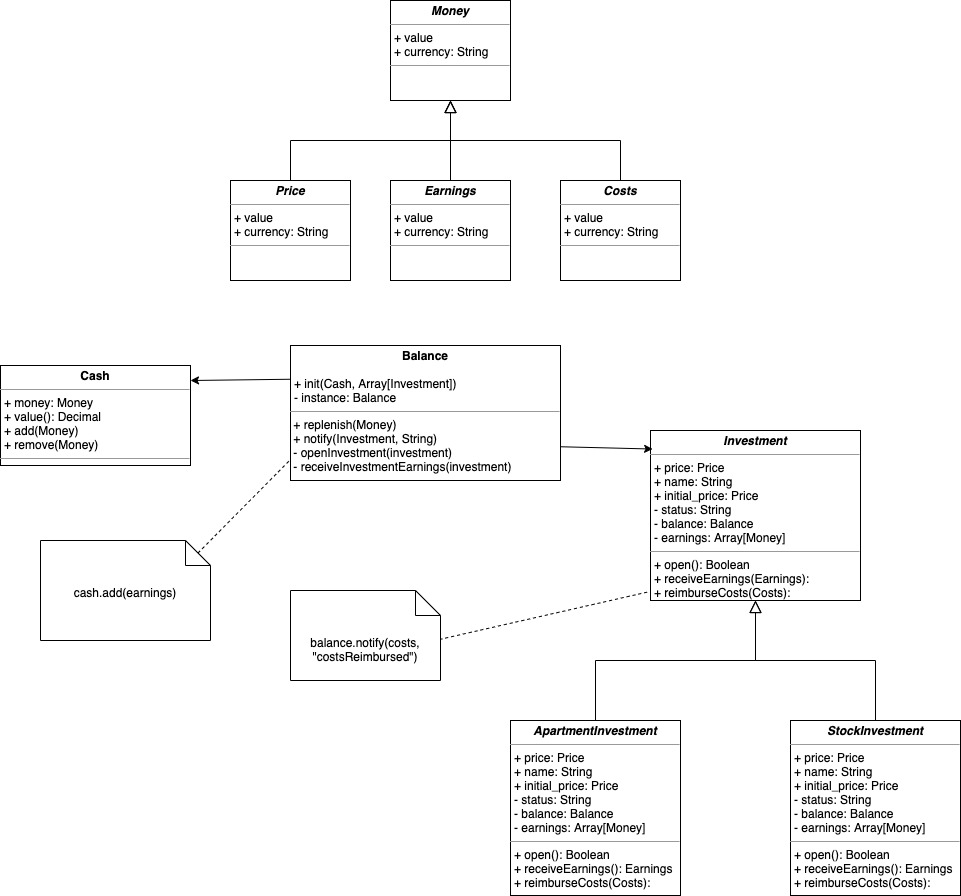 Money
+ value
+ currency: String
Price
+ value
+ currency: String
Earnings
+ value
+ currency: String
Costs
+ value
+ currency: String
Cash
+ money: Money
+ value(): Decimal
+ add(Money)
+ remove(Money)
Balance
+ init(Cash, Array[Investment])
- instance: Balance
+ replenish(Money)
+ notify(Investment, String)
- openInvestment(investment)
- receiveInvestmentEarnings(investment)
Investment
+ price: Price
+ name: String
+ initial_price: Price
- status: String
- balance: Balance
- earnings: Array[Money]
+ open(): Boolean
+ receiveEarnings(Earnings):
+ reimburseCosts(Costs):
cash.add(earnings)
balance.notify(costs,
"costsReimbursed")
ApartmentInvestment
+ price: Price
+ name: String
+ initial_price: Price
- status: String
- balance: Balance
- earnings: Array[Money]
+ open(): Boolean
+ receiveEarnings(): Earnings
+ reimburseCosts(Costs):
StockInvestment
+ price: Price
+ name: String
+ initial_price: Price
- status: String
- balance: Balance
- earnings: Array[Money]
+ open(): Boolean
+ receiveEarnings(): Earnings
+ reimburseCosts(Costs):